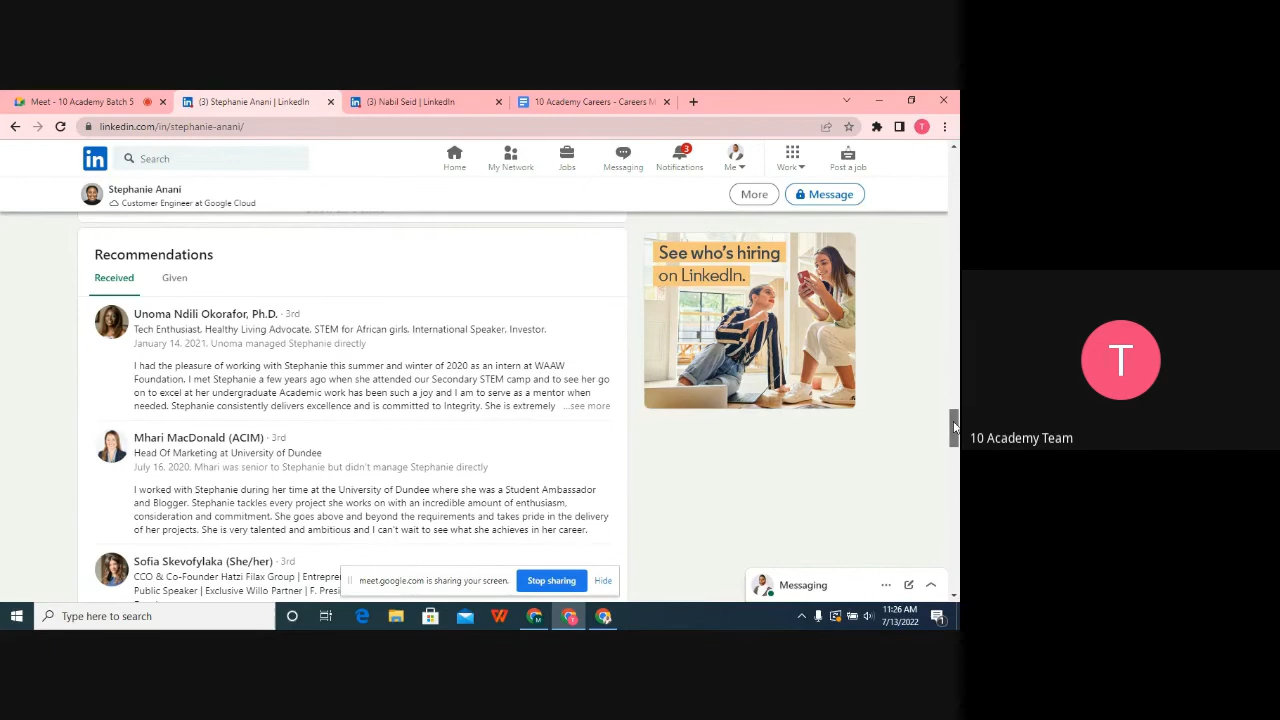 Meet - 10 Academy Batch 5
(3) Stephanie Anani | LinkedIn
(3) Nabil Seid | LinkedIn
10 Academy Careers - Careers M
linkedin.com/in/stephanie-anani/
in
Search
Home
My Network
Jobs
Messaging
3
Notifications
Me
Work
Post a job
Stephanie Anani
Customer Engineer at Google Cloud
More
Message
Recommendations
Received
Given
Unoma Ndili Okorafor, Ph.D. · 3rd
Tech Enthusiast, Healthy Living Advocate, STEM for African girls, International Speaker, Investor.
January 14, 2021, Unoma managed Stephanie directly
I had the pleasure of working with Stephanie this summer and winter of 2020 as an intern at WAAW
Foundation, I met Stephanie a few years ago when she attended our Secondary STEM camp and to see her go
on to excel at her undergraduate Academic work has been such a joy and I am to serve as a mentor when
needed. Stephanie consistently delivers excellence and is committed to Integrity. She is extremely ...see more
Mhari MacDonald (ACIM) · 3rd
Head Of Marketing at University of Dundee
July 16, 2020, Mhari was senior to Stephanie but didn't manage Stephanie directly
I worked with Stephanie during her time at the University of Dundee where she was a Student Ambassador
and Blogger. Stephanie tackles every project she works on with an incredible amount of enthusiasm,
consideration and commitment. She goes above and beyond the requirements and takes pride in the delivery
of her projects. She is very talented and ambitious and I can't wait to see what she achieves in her career.
Sofia Skevofylaka (She/her) · 3rd
CCO & Co-Founder Hatzi Filax Group | Entrepre
Public Speaker | Exclusive Willo Partner | F. Presi
See who's hiring
on LinkedIn.
meet.google.com is sharing your screen.
Stop sharing
Hide
Messaging
Type here to search
11:26 AM
7/13/2022
1
T
10 Academy Team